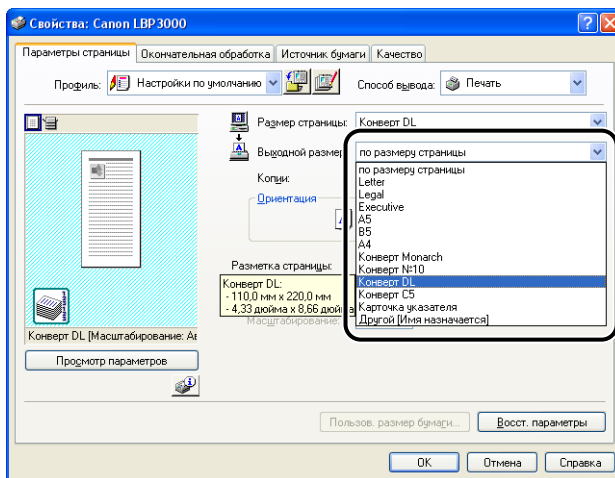 Свойства: Canon LBP3000
Параметры страницы Окончательная обработка Источник бумаги Качество
Профиль: Настройки по умолчанию Способ вывода: Печать
Размер страницы: Конверт DL
Выходной размер по размеру страницы
по размеру страницы
Копии:
Letter
Legal
Ориентация
Executive
A5
B5
A4
Конверт Monarch
Разметка страницы:
Конверт №10
Конверт DL:
Конверт DL
- 110,0 мм x 220,0 мм
Конверт C5
- 4,33 дюйма x 8,66 дюйма
Карточка указателя
Масштабирование:
Другой [Имя назначается]
Конверт DL [Масштабирование: Ав
Просмотр параметров
Пользов. размер бумаги... Восст. параметры
OK Отмена Справка